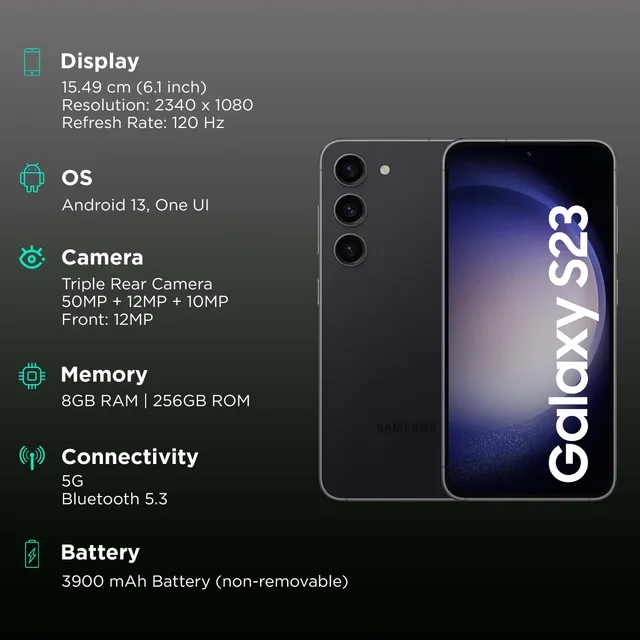 Display
15.49 cm (6.1 inch)
Resolution: 2340 x 1080
Refresh Rate: 120 Hz
OS
Android 13, One UI
Camera
Triple Rear Camera
50MP + 12MP + 10MP
Front: 12MP
Memory
8GB RAM | 256GB ROM
Connectivity
5G
Bluetooth 5.3
Battery
3900 mAh Battery (non-removable)
SAMSUNG
Galaxy S23